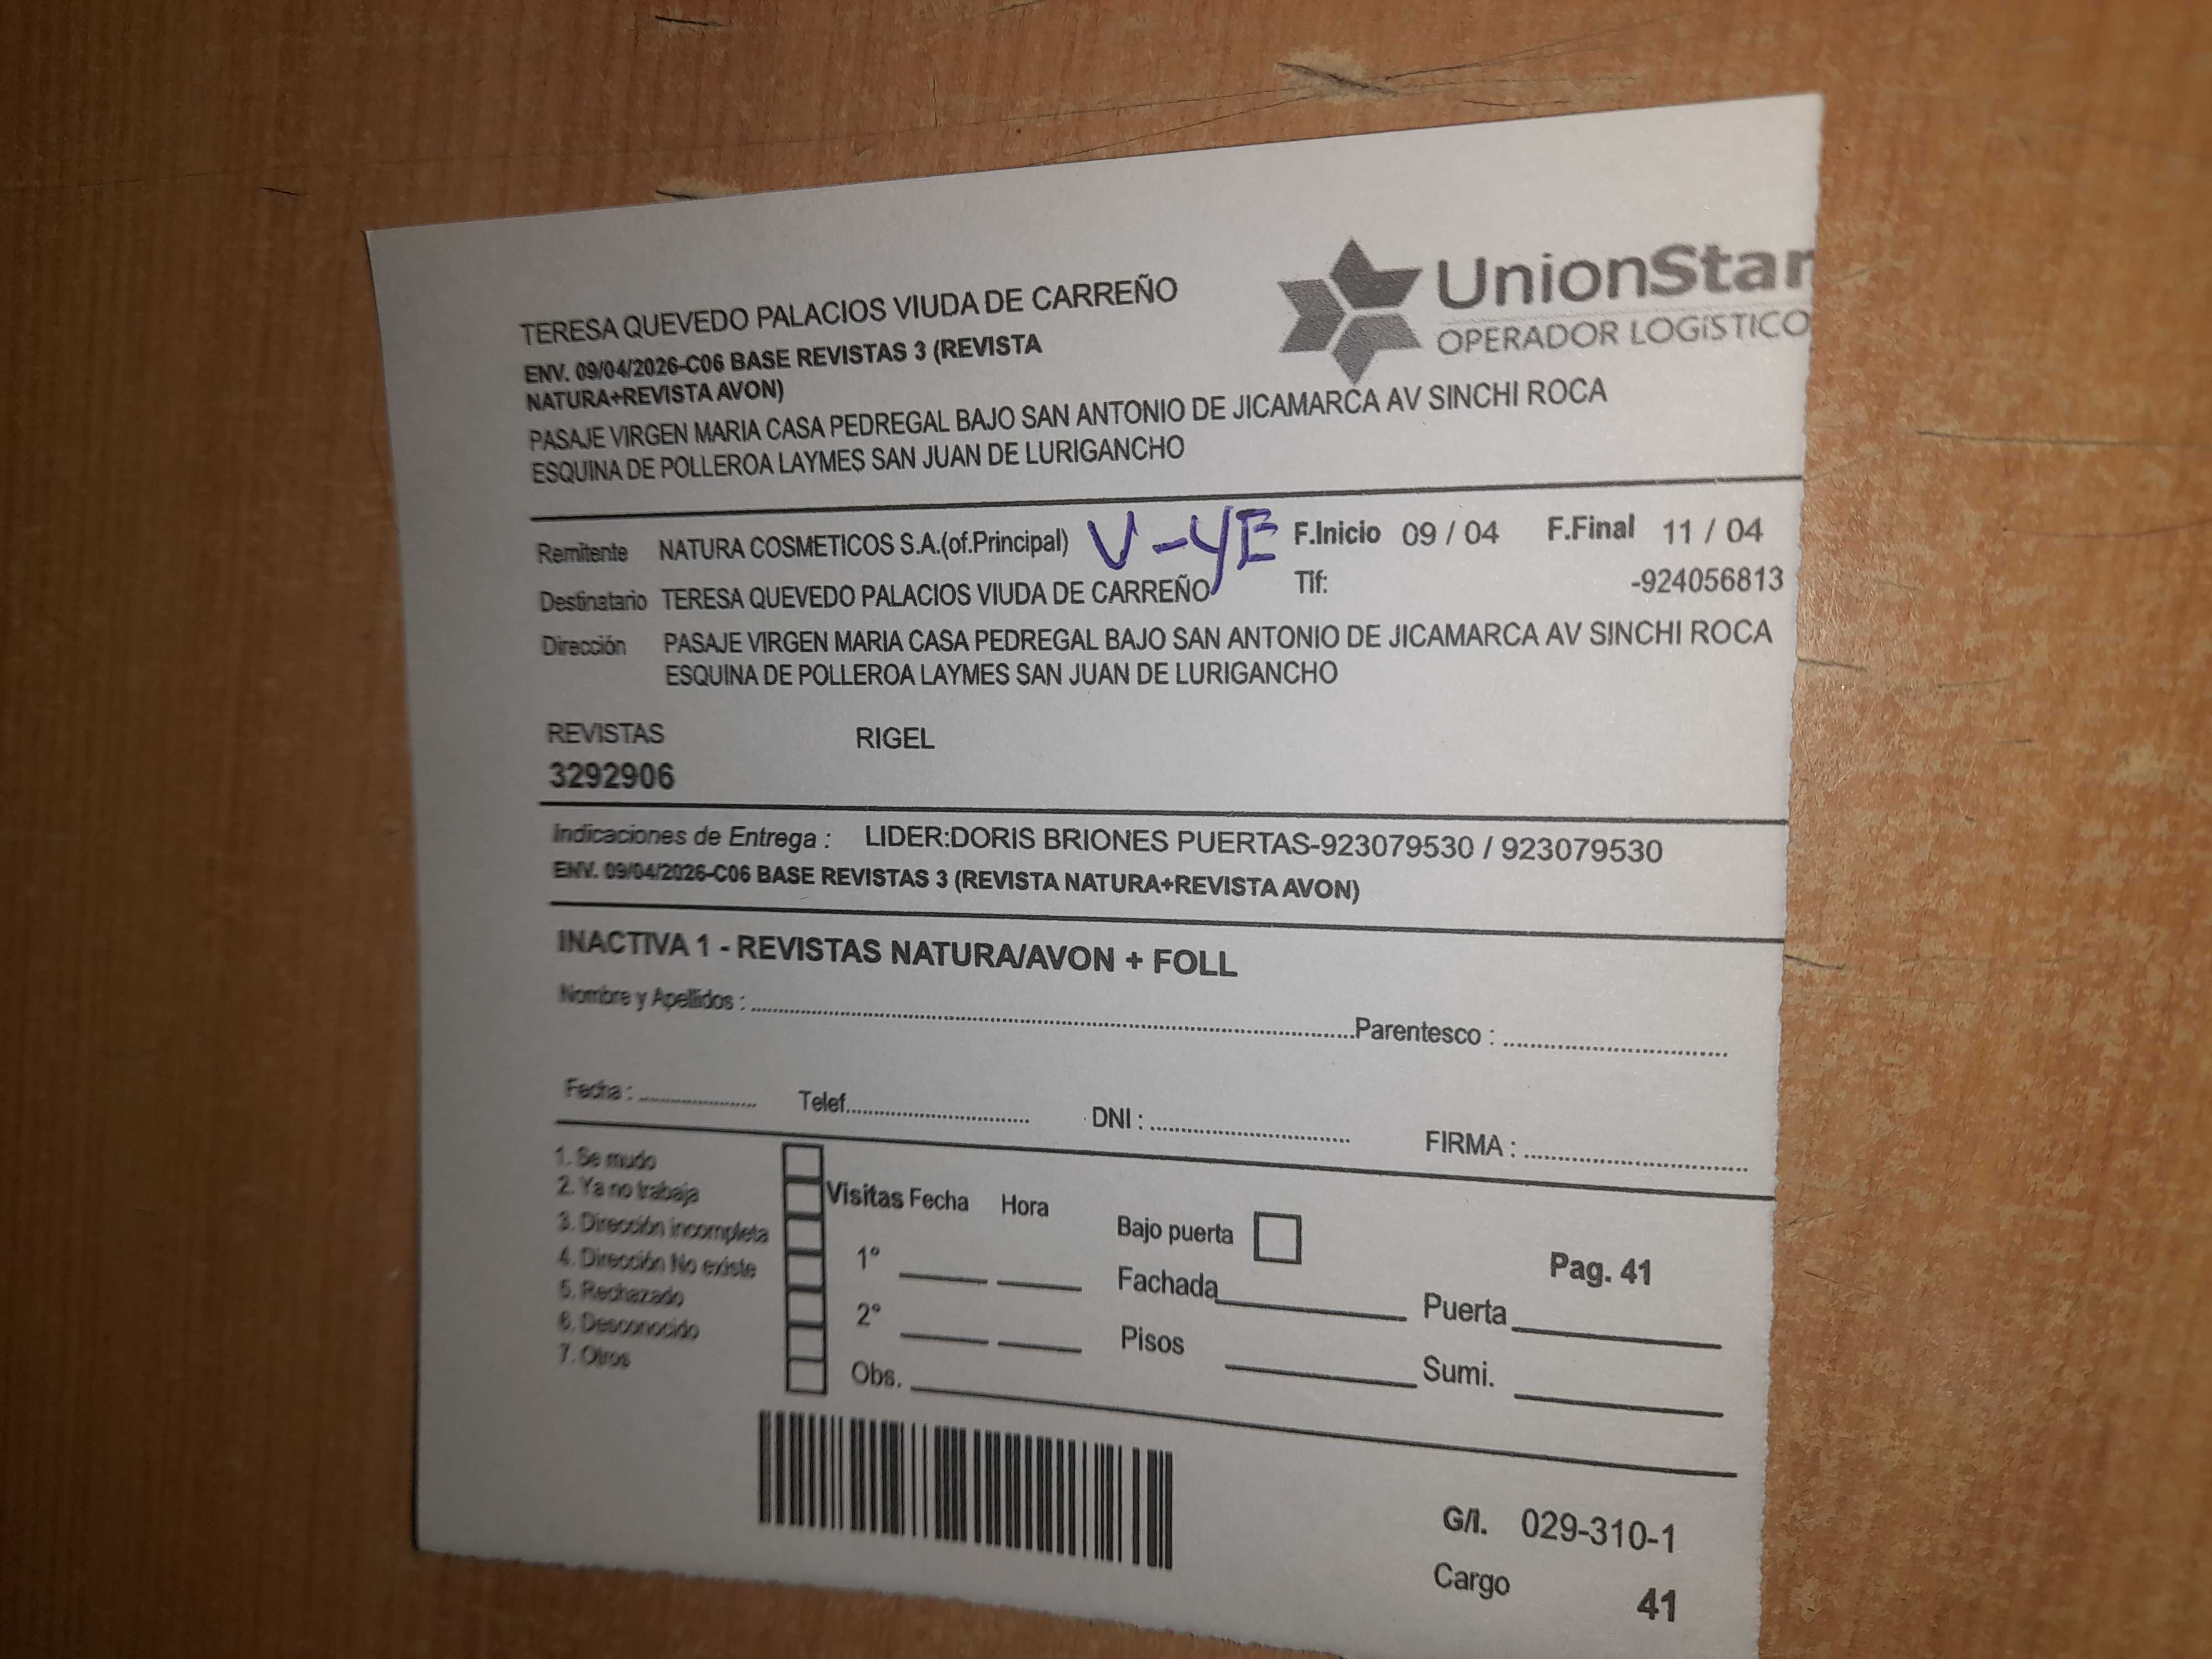 TERESA QUEVEDO PALACIOS VIUDA DE CARREÑO
ENV. 09/04/2026-C06 BASE REVISTAS 3 (REVISTA
NATURA+REVISTA AVON)
UnionStar
OPERADOR LOGÍSTICO
PASAJE VIRGEN MARIA CASA PEDREGAL BAJO SAN ANTONIO DE JICAMARCA AV SINCHI ROCA
ESQUINA DE POLLEROA LAYMES SAN JUAN DE LURIGANCHO
Remitente NATURA COSMETICOS S.A.(of.Principal) V-YE F.Inicio 09 / 04 F.Final 11 / 04
Destinatario TERESA QUEVEDO PALACIOS VIUDA DE CARREÑO Tlf: -924056813
Dirección PASAJE VIRGEN MARIA CASA PEDREGAL BAJO SAN ANTONIO DE JICAMARCA AV SINCHI ROCA
ESQUINA DE POLLEROA LAYMES SAN JUAN DE LURIGANCHO
REVISTAS RIGEL
3292906
Indicaciones de Entrega : LIDER:DORIS BRIONES PUERTAS-923079530 / 923079530
ENV. 09/04/2026-C06 BASE REVISTAS 3 (REVISTA NATURA+REVISTA AVON)
INACTIVA 1 - REVISTAS NATURA/AVON + FOLL
Nombre y Apellidos : Parentesco :
Fecha : Telef. DNI : FIRMA :
1. Se mudo
2. Ya no trabaja
3. Dirección incompleta
4. Dirección No existe
5. Rechazado
6. Desconocido
7. Otros
Visitas Fecha Hora
1°
2°
Obs.
Bajo puerta
Fachada Puerta
Pisos Sumi.
Pag. 41
G/I. 029-310-1
Cargo 41